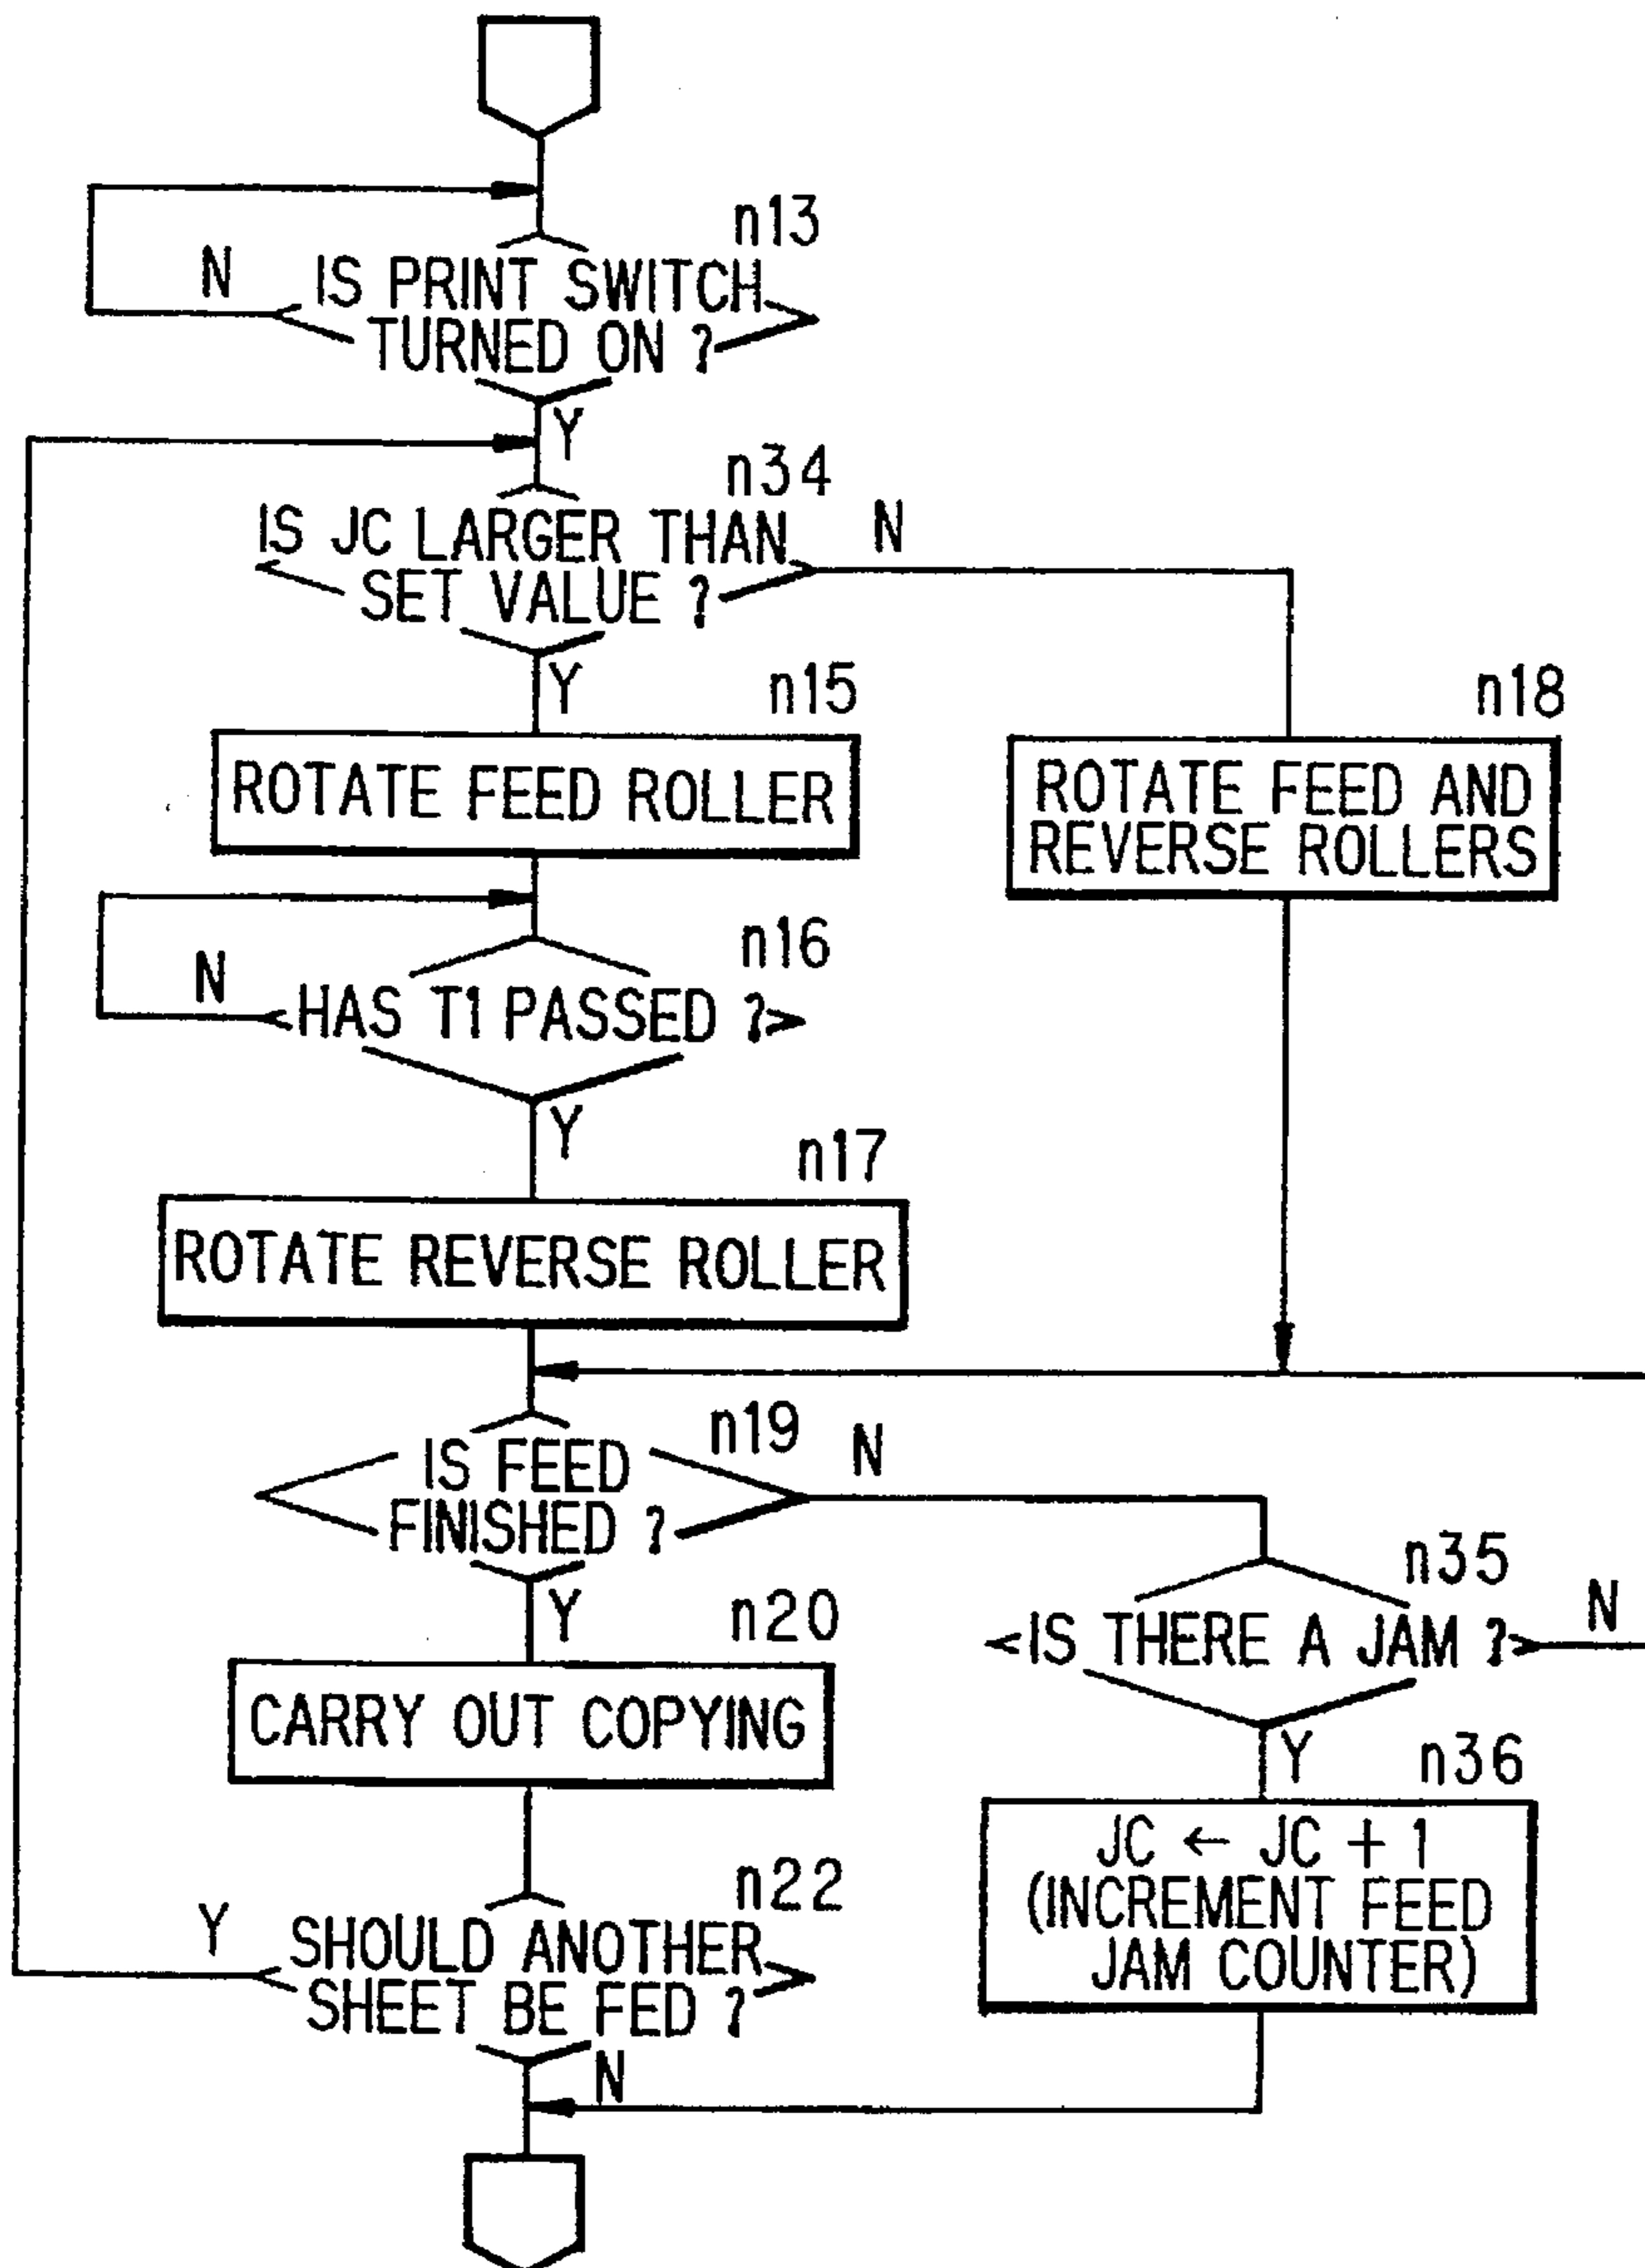 n13
N
IS PRINT SWITCH
TURNED ON ?
Y
n34
IS JC LARGER THAN
SET VALUE ?
N
Y
n15
ROTATE FEED ROLLER
n18
ROTATE FEED AND
REVERSE ROLLERS
n16
N
HAS T1 PASSED ?
Y
n17
ROTATE REVERSE ROLLER
n19
N
IS FEED
FINISHED ?
Y
n35
IS THERE A JAM ?
N
Y
n20
CARRY OUT COPYING
n36
JC ← JC + 1
(INCREMENT FEED
JAM COUNTER)
n22
Y
SHOULD ANOTHER
SHEET BE FED ?
N